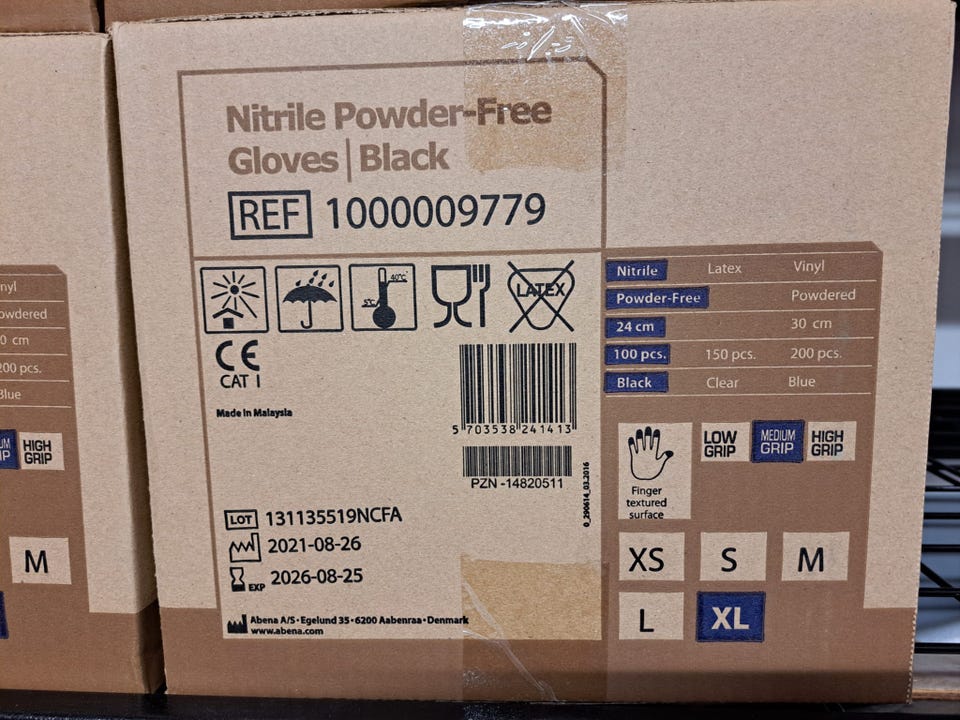 Nitrile Powder-Free
Gloves | Black
REF 1000009779
40°C
5°C
LATEX
CE
CAT I
Made in Malaysia
5 703538 241413
PZN -14820511
0_290614_03.2016
LOT 131135519NCFA
2021-08-26
EXP 2026-08-25
Abena A/S • Egelund 35 • 6200 Aabenraa • Denmark
www.abena.com
Nitrile Latex Vinyl
Powder-Free Powdered
24 cm 30 cm
100 pcs. 150 pcs. 200 pcs.
Black Clear Blue
LOW GRIP
MEDIUM GRIP
HIGH GRIP
Finger
textured
surface
XS S M
L XL
nyl
owdered
0 cm
200 pcs.
Blue
UM
IP
HIGH
GRIP
M